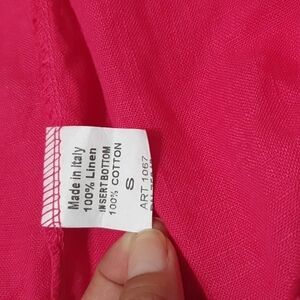 Made in Italy
100% Linen
INSERT BOTTOM
100% COTTON
S
ART 1067